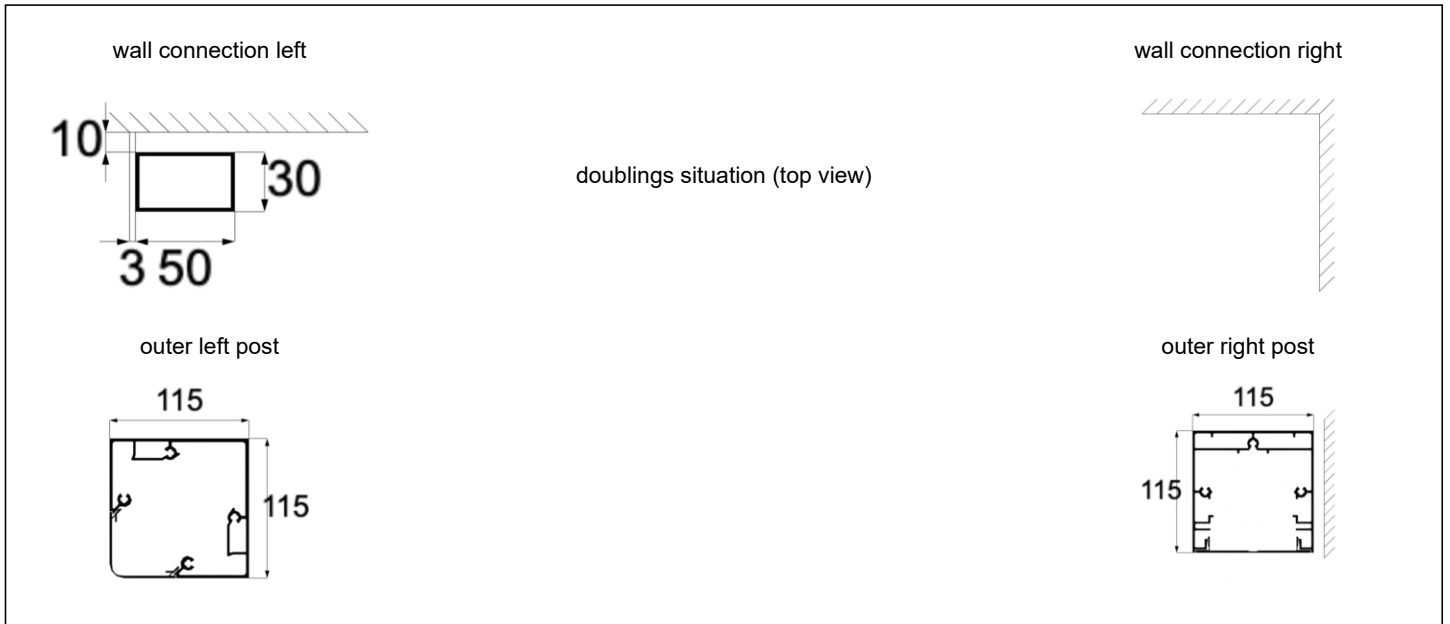 wall connection left
wall connection right
10
30
doublings situation (top view)
3 50
outer left post
outer right post
115
115
115
115